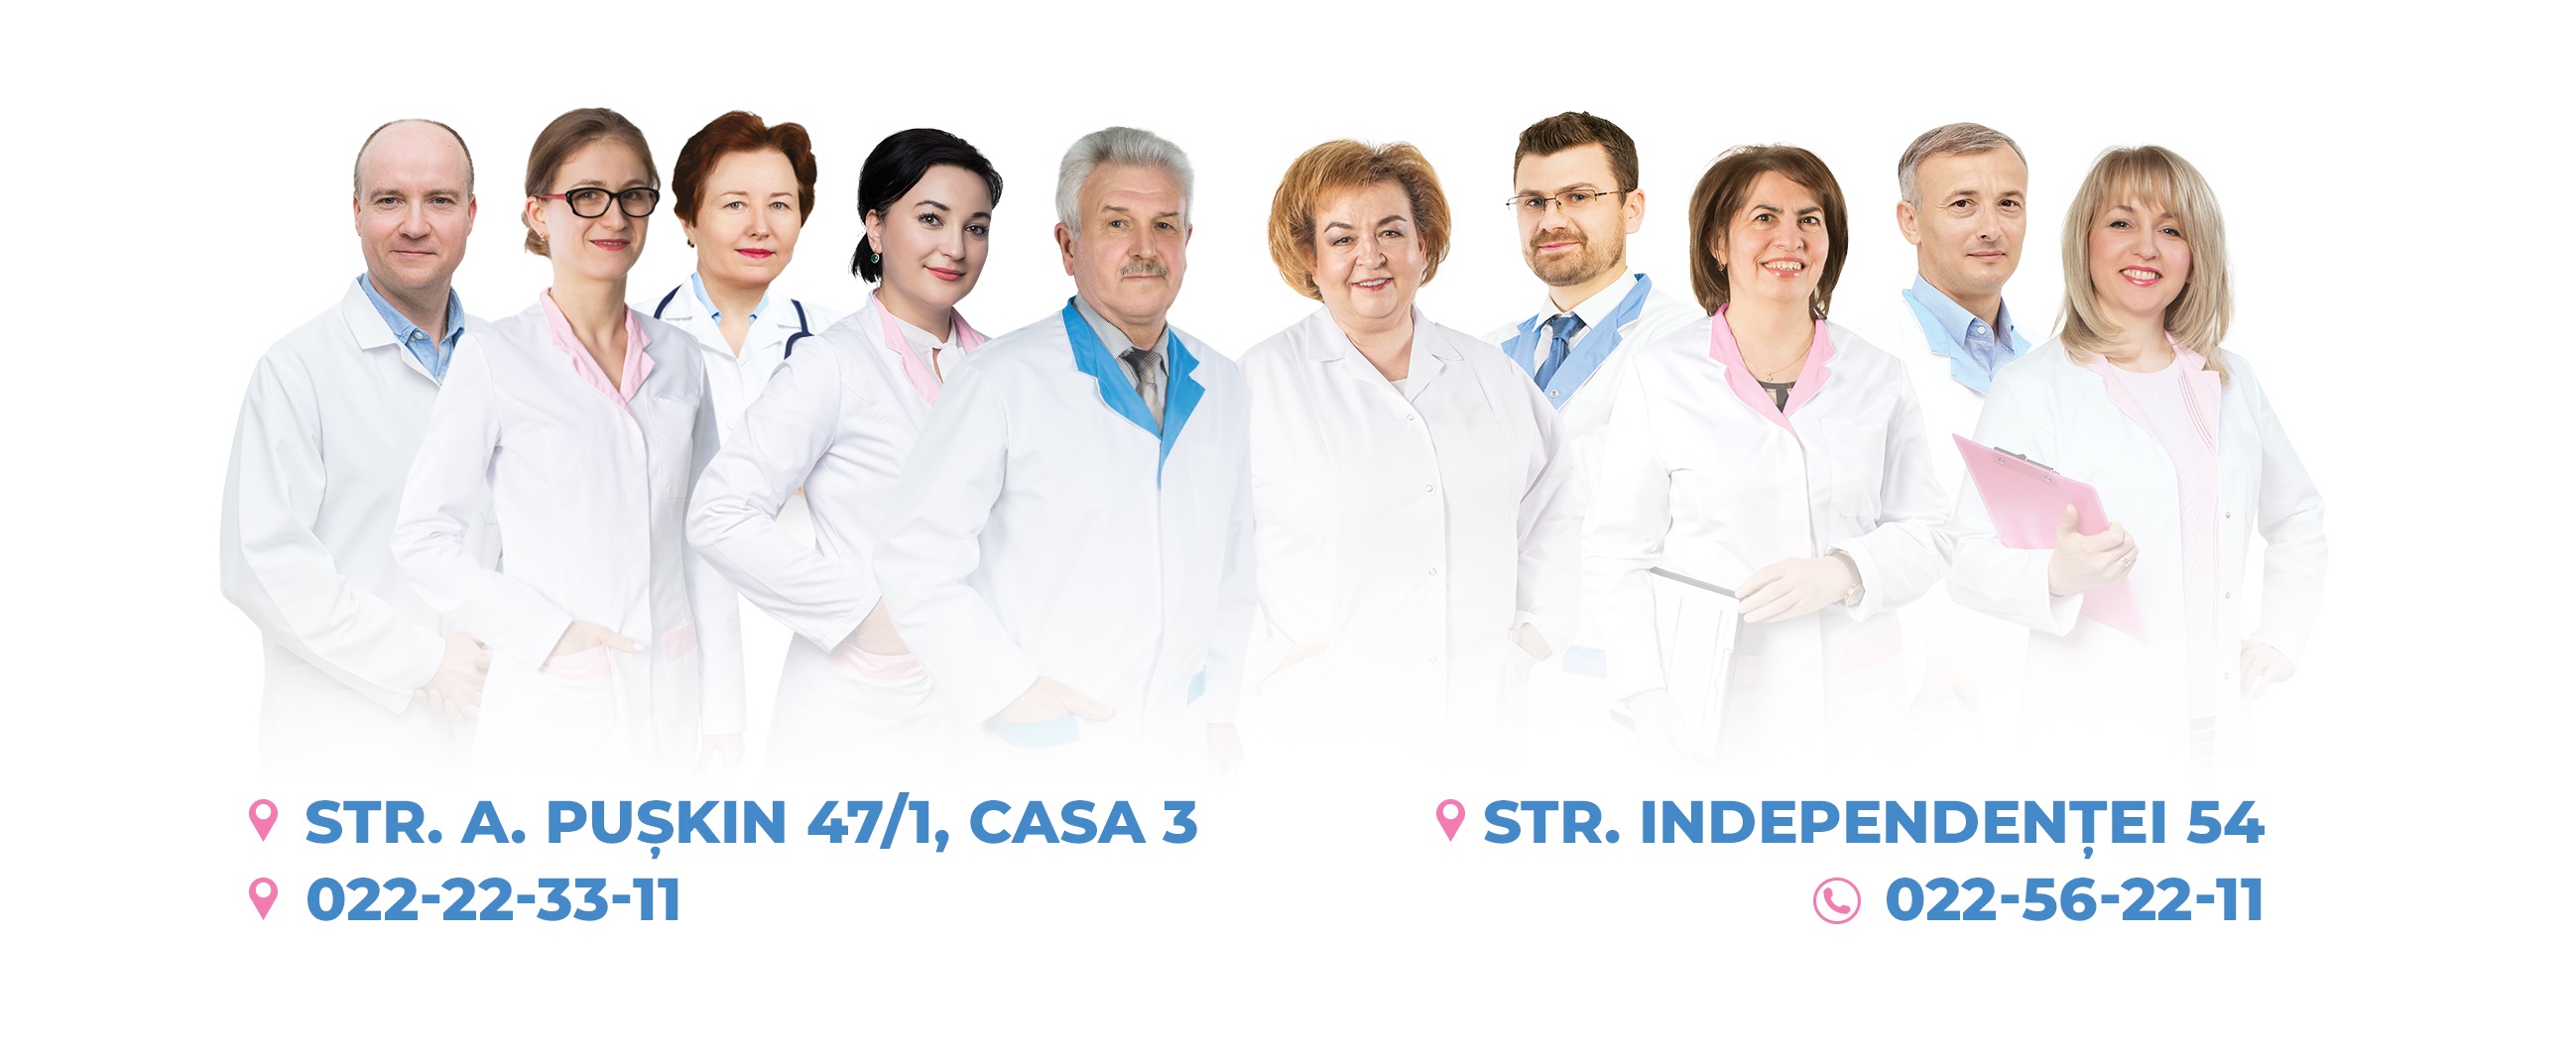 STR. A. PUȘKIN 47/1, CASA 3
022-22-33-11
STR. INDEPENDENȚEI 54
022-56-22-11